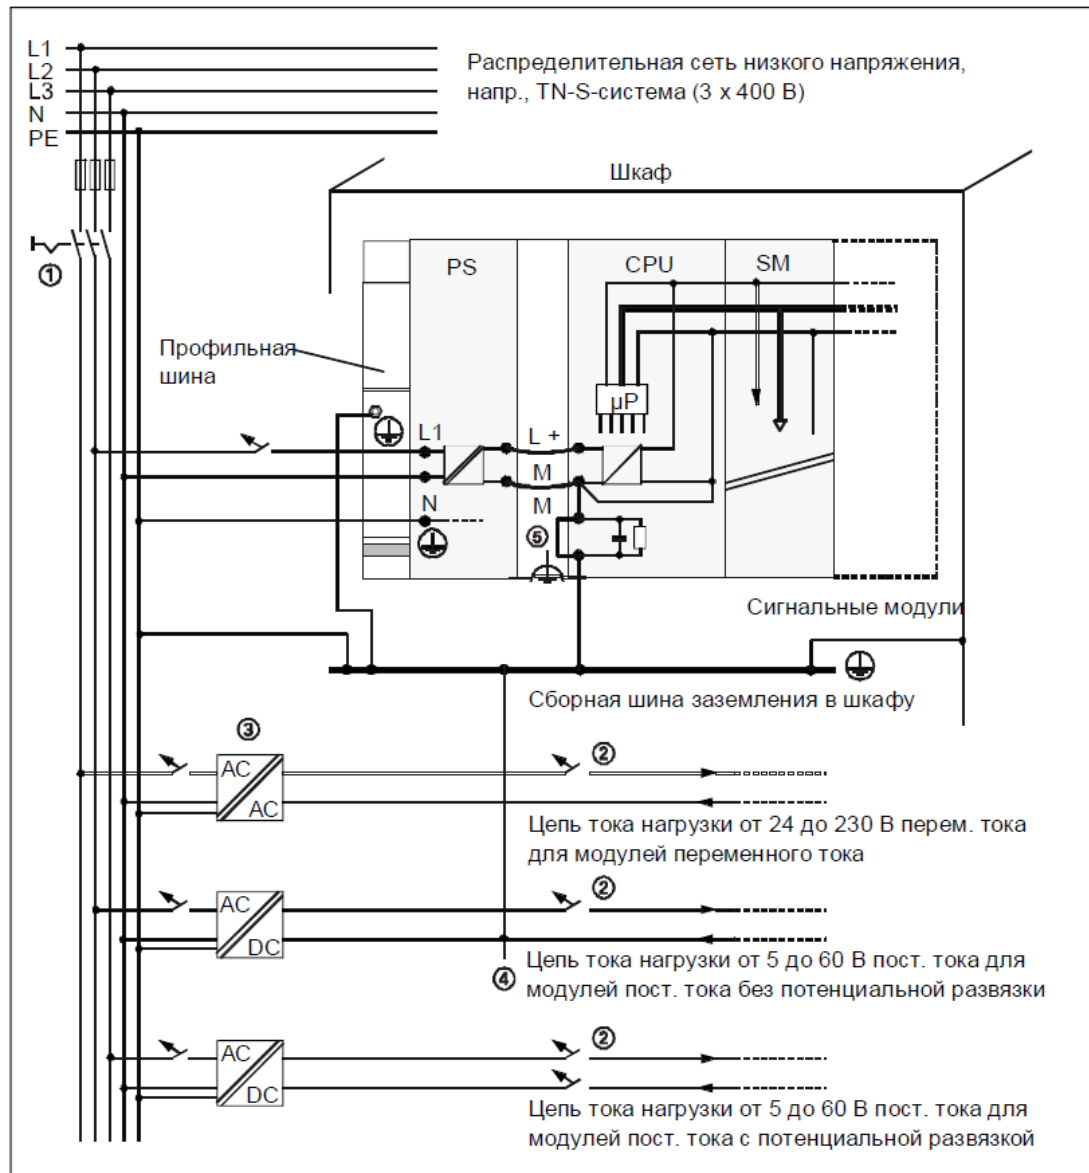 L1
L2
L3
N
PE
Распределительная сеть низкого напряжения,
напр., TN-S-система (3 x 400 В)
Шкаф
①
PS
CPU
SM
Профильная
шина
µP
L1
L +
M
N
M
⑤
Сигнальные модули
Сборная шина заземления в шкафу
③
②
AC
AC
Цепь тока нагрузки от 24 до 230 В перем. тока
для модулей переменного тока
②
AC
DC
④
Цепь тока нагрузки от 5 до 60 В пост. тока для
модулей пост. тока без потенциальной развязки
②
AC
DC
Цепь тока нагрузки от 5 до 60 В пост. тока для
модулей пост. тока с потенциальной развязкой